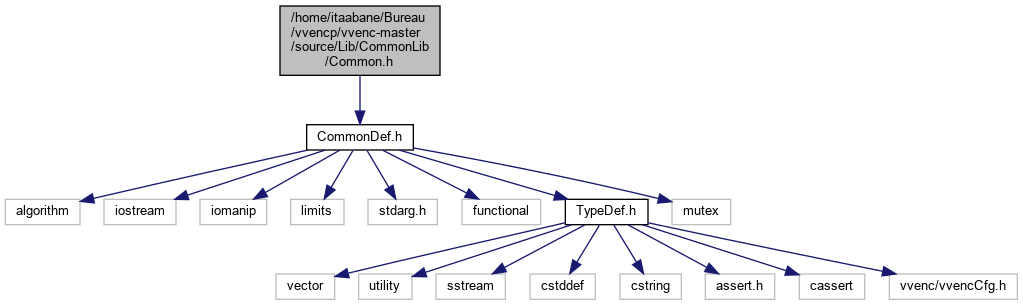 /home/itaabane/Bureau
/vvencp/vvenc-master
/source/Lib/CommonLib
/Common.h
CommonDef.h
algorithm
iostream
iomanip
limits
stdarg.h
functional
TypeDef.h
mutex
vector
utility
sstream
cstddef
cstring
assert.h
cassert
vvenc/vvencCfg.h